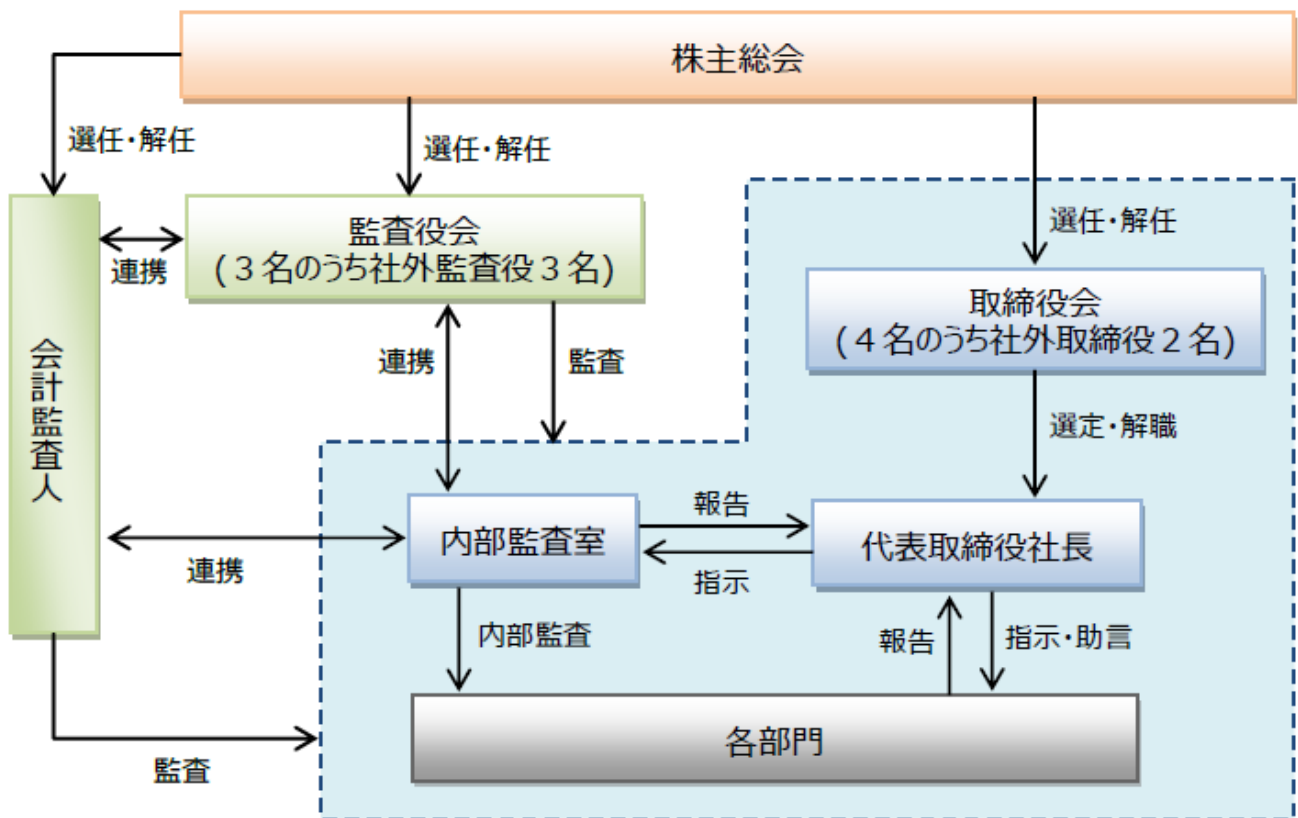 株主総会
選任・解任
選任・解任
選任・解任
監査役会
(３名のうち社外監査役３名)
連携
取締役会
(４名のうち社外取締役２名)
会計監査人
連携
監査
選定・解職
内部監査室
報告
指示
代表取締役社長
連携
内部監査
報告
指示・助言
各部門
監査